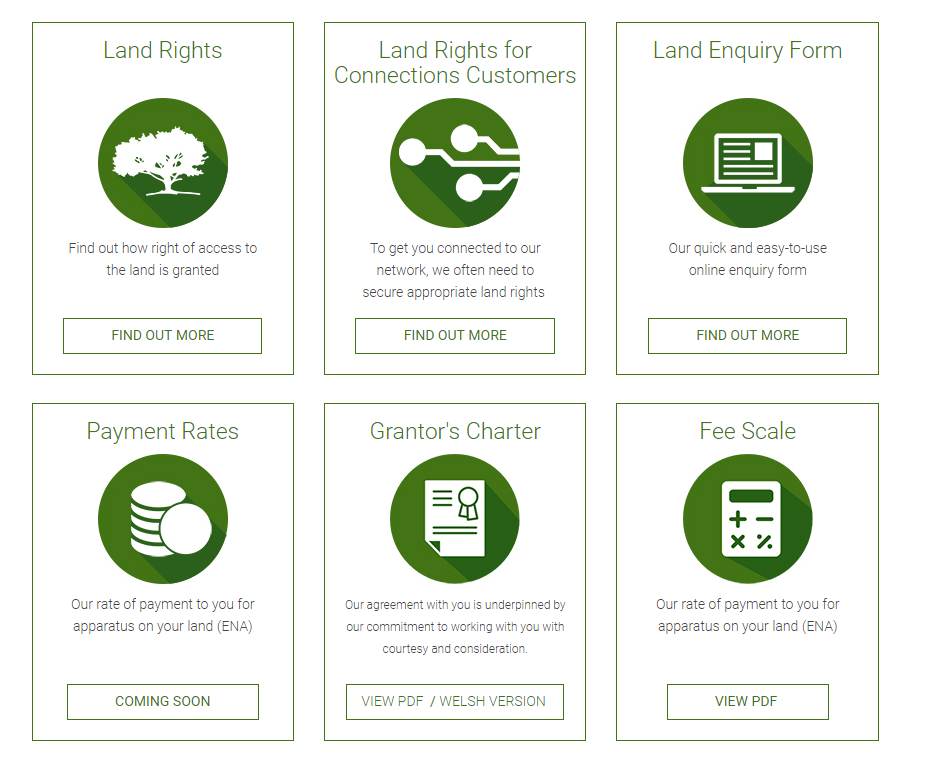 Land Rights
Find out how right of access to
the land is granted
FIND OUT MORE
Land Rights for
Connections Customers
To get you connected to our
network, we often need to
secure appropriate land rights
FIND OUT MORE
Land Enquiry Form
Our quick and easy-to-use
online enquiry form
FIND OUT MORE
Payment Rates
Our rate of payment to you for
apparatus on your land (ENA)
COMING SOON
Grantor's Charter
Our agreement with you is underpinned by
our commitment to working with you with
courtesy and consideration.
VIEW PDF / WELSH VERSION
Fee Scale
Our rate of payment to you for
apparatus on your land (ENA)
VIEW PDF